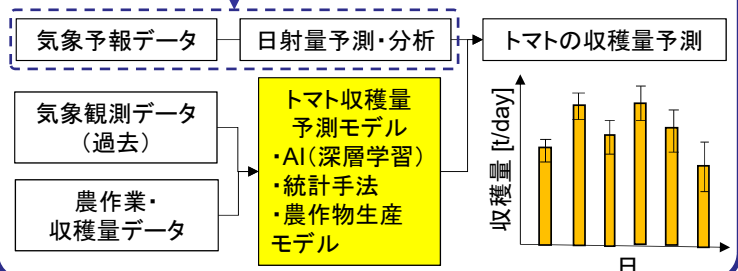 気象予報データ
日射量予測・分析
トマトの収穫量予測
気象観測データ
(過去)
農作業・
収穫量データ
トマト収穫量
予測モデル
・AI(深層学習)
・統計手法
・農作物生産
モデル
収穫量 [t/day]
日